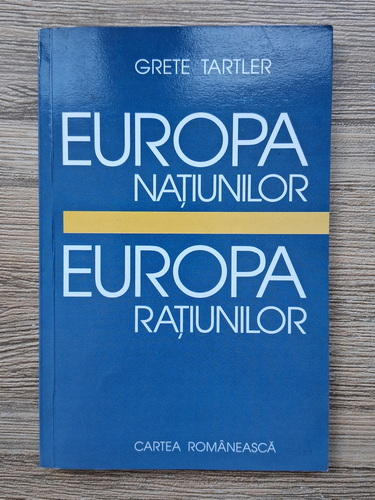 GRETE TARTLER
EUROPA
NAȚIUNILOR
EUROPA
RAȚIUNILOR
CARTEA ROMÂNEASCĂ